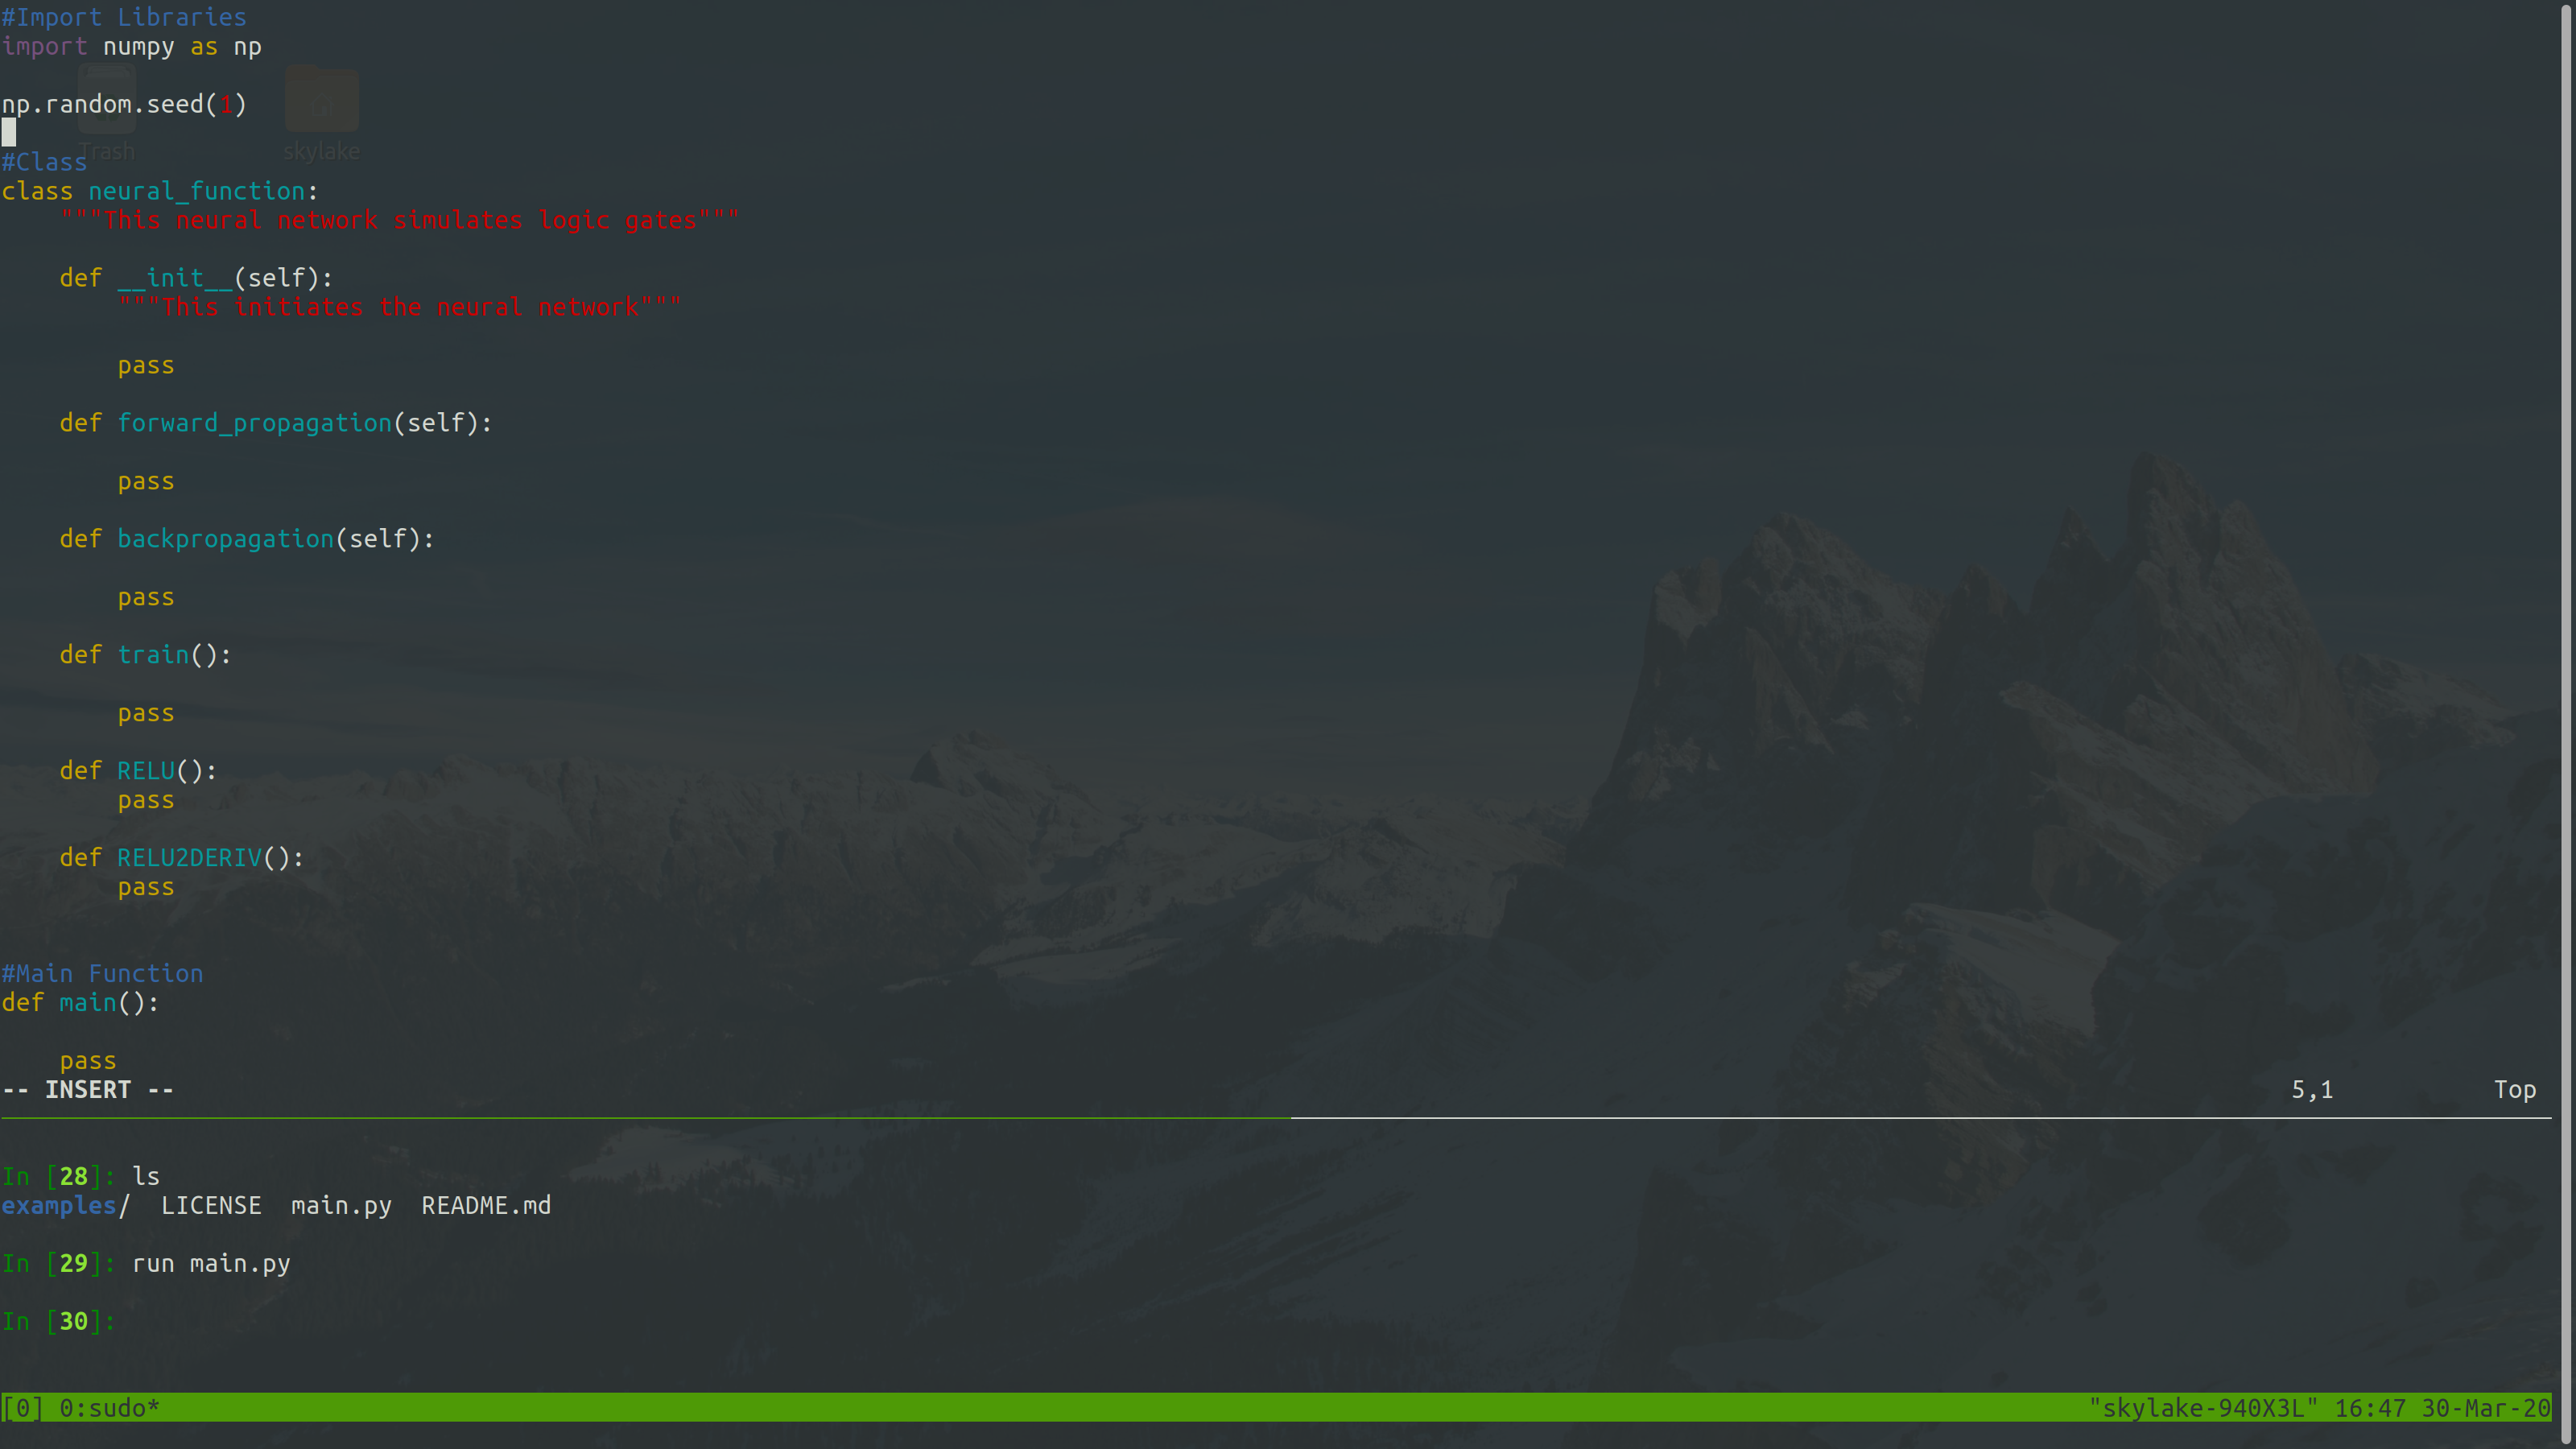 #Import Libraries
import numpy as np
np.random.seed(1)
Trash
skylake
#Class
class neural_function:
    """This neural network simulates logic gates"""
    def __init__(self):
        """This initiates the neural network"""
        pass
    def forward_propagation(self):
        pass
    def backpropagation(self):
        pass
    def train():
        pass
    def RELU():
        pass
    def RELU2DERIV():
        pass
#Main Function
def main():
    pass
-- INSERT -- 5,1 Top
In [28]: ls
examples/  LICENSE  main.py  README.md
In [29]: run main.py
In [30]:
[0] 0:sudo* "skylake-940X3L" 16:47 30-Mar-20